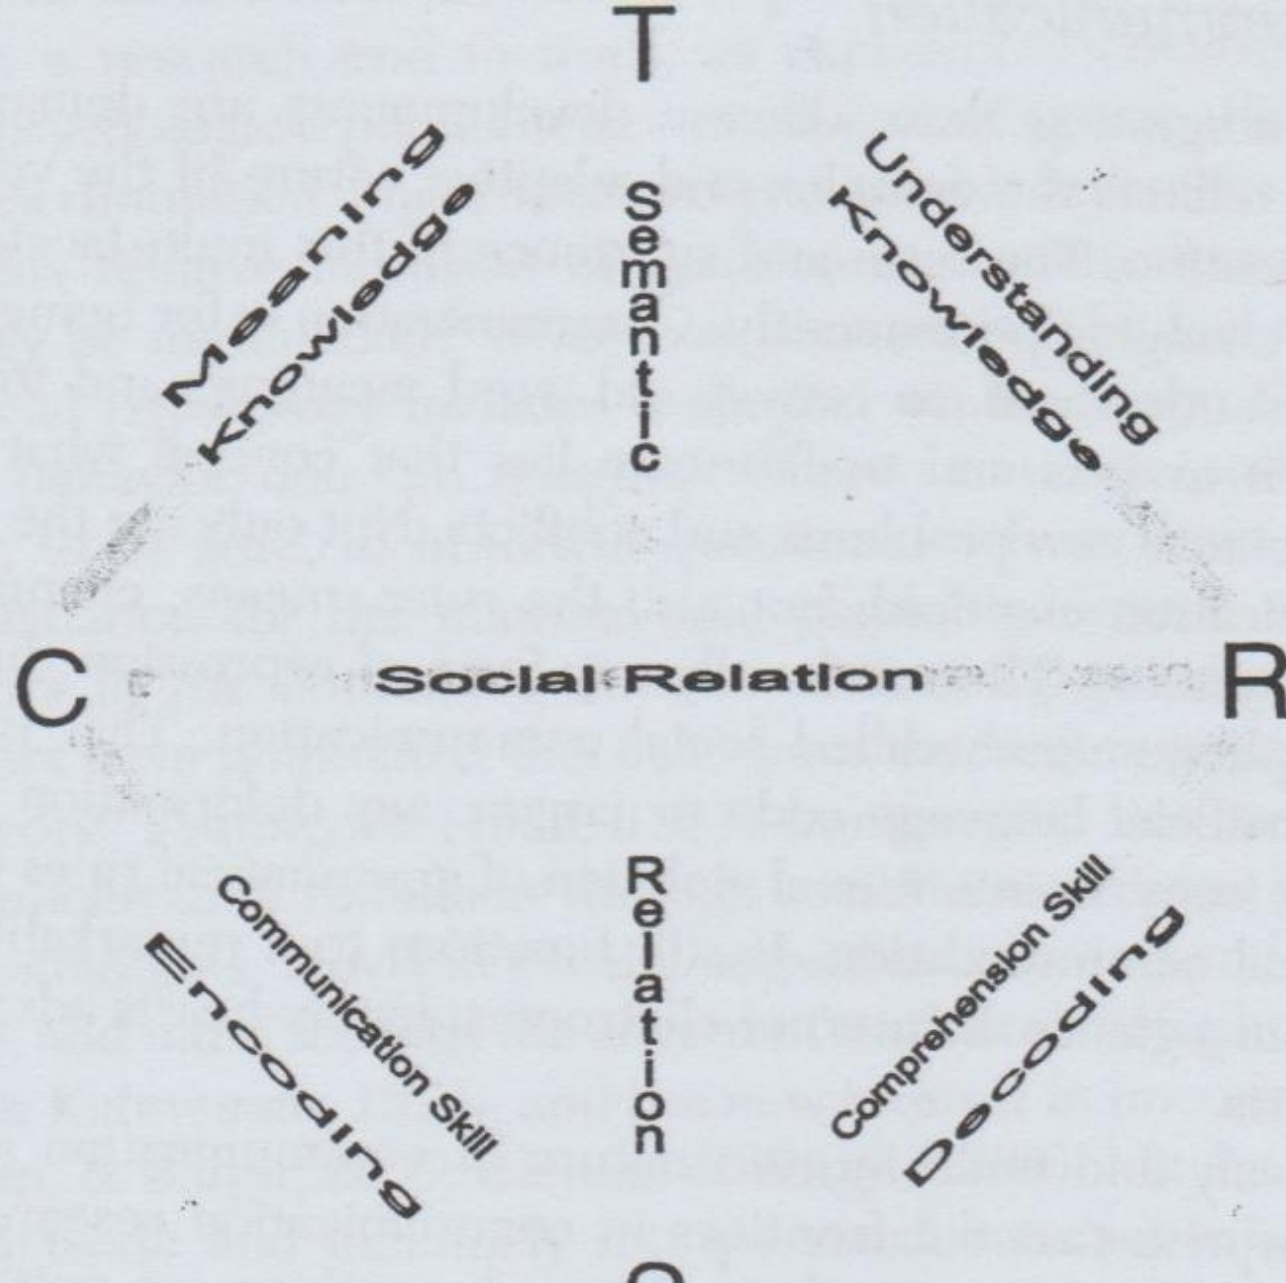 T
Meaning
Knowledge
Semantic
Understanding
Knowledge
C
Social Relation
R
Communication Skill
Encoding
Relation
Comprehension Skill
Decoding